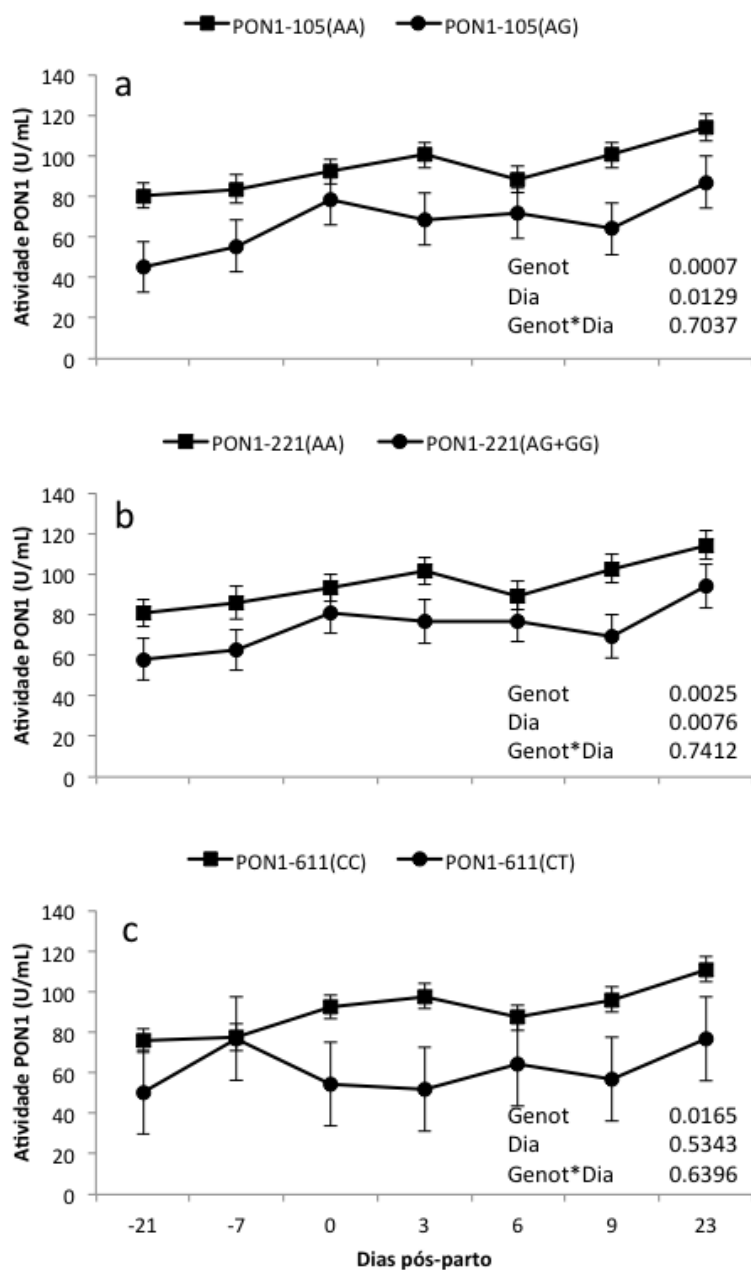 PON1-105(AA) PON1-105(AG)
a
Atividade PON1 (U/mL)
140
120
100
80
60
40
20
0
Genot 0.0007
Dia 0.0129
Genot*Dia 0.7037
PON1-221(AA) PON1-221(AG+GG)
b
Atividade PON1 (U/mL)
140
120
100
80
60
40
20
0
Genot 0.0025
Dia 0.0076
Genot*Dia 0.7412
PON1-611(CC) PON1-611(CT)
c
Atividade PON1 (U/mL)
140
120
100
80
60
40
20
0
Genot 0.0165
Dia 0.5343
Genot*Dia 0.6396
-21 -7 0 3 6 9 23
Dias pós-parto